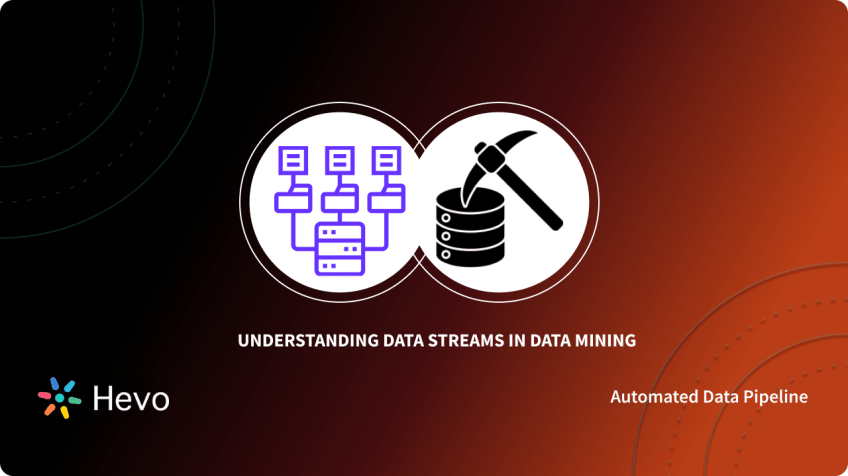 UNDERSTANDING DATA STREAMS IN DATA MINING
Hevo
Automated Data Pipeline